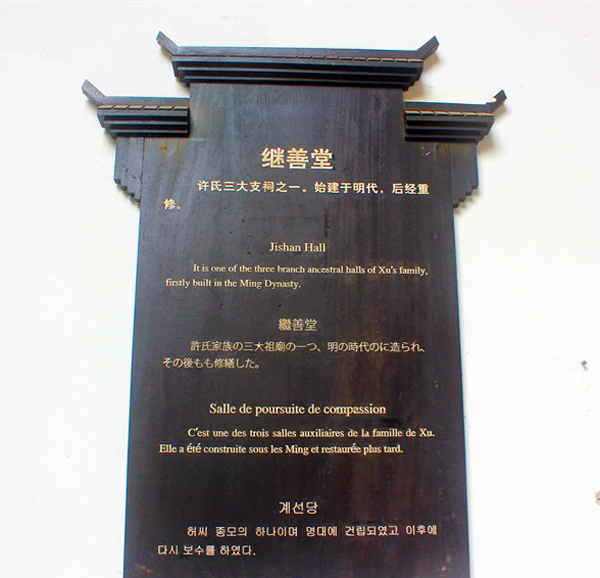 继善堂
许氏三大支祠之一。始建于明代，后经重
修。
Jishan Hall
It is one of the three branch ancestral halls of Xu's family,
firstly built in the Ming Dynasty.
繼善堂
許氏家族の三大祖廟の一つ、明の時代のに造られ、
その後もも修繕した。
Salle de poursuite de compassion
C'est une des trois salles auxiliaires de la famille de Xu.
Elle a été construite sous les Ming et restaurée plus tard.
계선당
허씨 종모의 하나이며 명대에 건립되였고 이후에
다시 보수를 하였다.